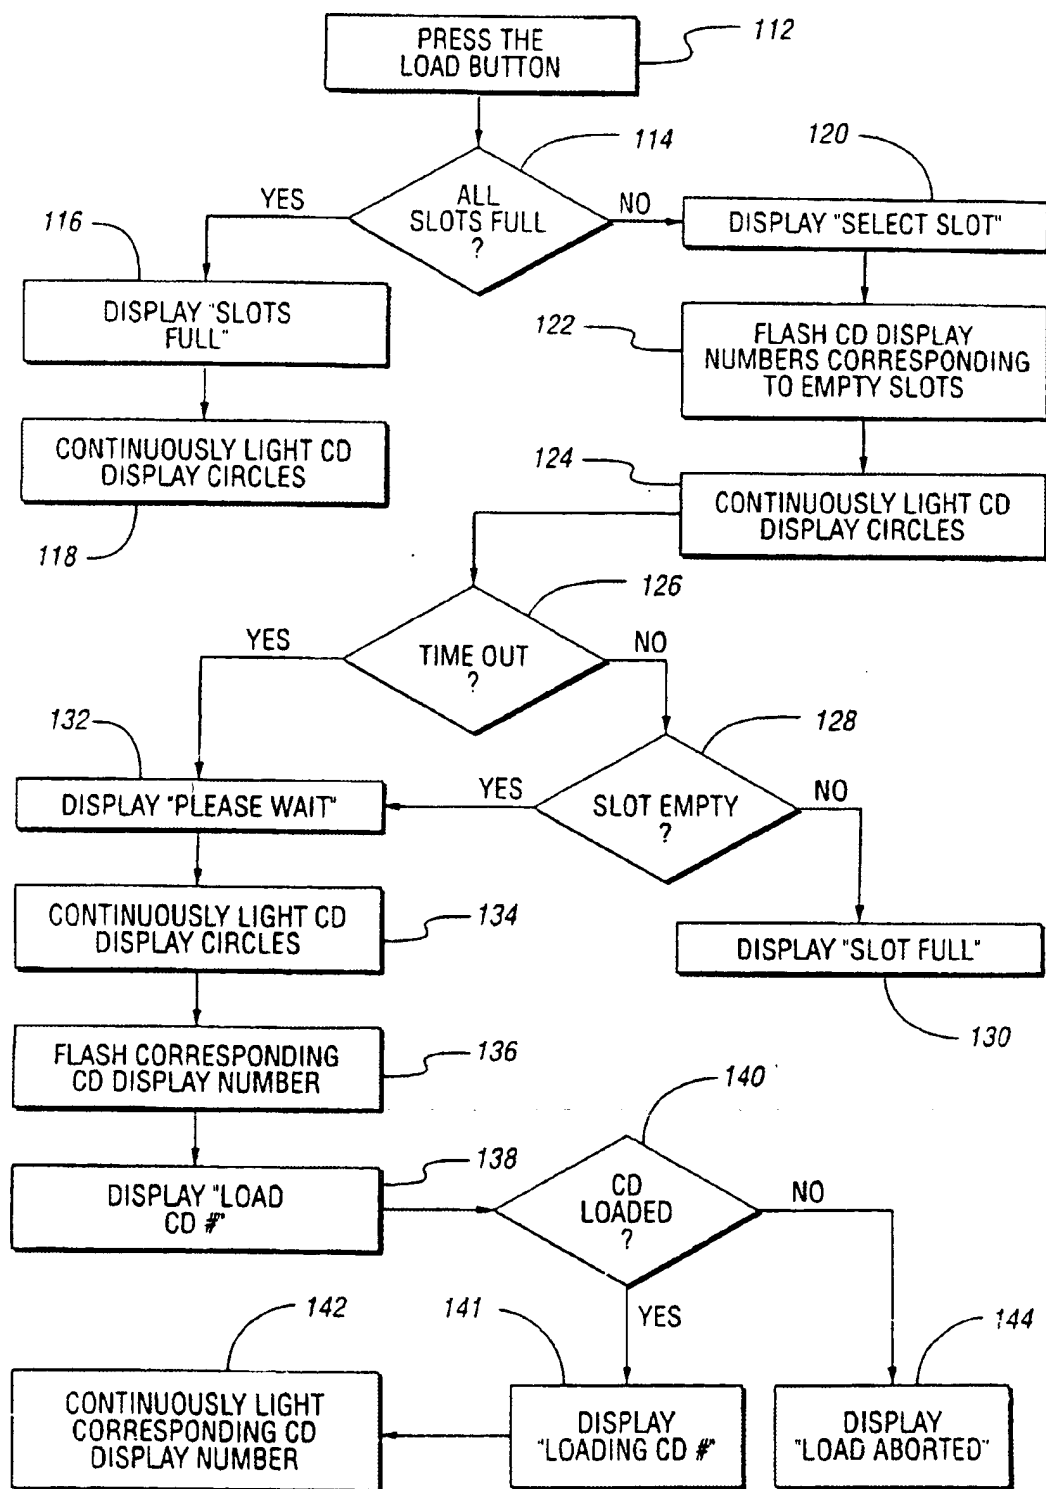 PRESS THE
LOAD BUTTON
112
114
ALL
SLOTS FULL
?
YES
NO
120
DISPLAY "SELECT SLOT"
116
DISPLAY "SLOTS
FULL"
122
FLASH CD DISPLAY
NUMBERS CORRESPONDING
TO EMPTY SLOTS
CONTINUOUSLY LIGHT CD
DISPLAY CIRCLES
118
124
CONTINUOUSLY LIGHT CD
DISPLAY CIRCLES
126
TIME OUT
?
YES
NO
128
SLOT EMPTY
?
YES
NO
132
DISPLAY "PLEASE WAIT"
CONTINUOUSLY LIGHT CD
DISPLAY CIRCLES
134
DISPLAY "SLOT FULL"
130
FLASH CORRESPONDING
CD DISPLAY NUMBER
136
DISPLAY "LOAD
CD #"
138
140
CD
LOADED
?
NO
YES
142
CONTINUOUSLY LIGHT
CORRESPONDING CD
DISPLAY NUMBER
141
DISPLAY
"LOADING CD #"
144
DISPLAY
"LOAD ABORTED"